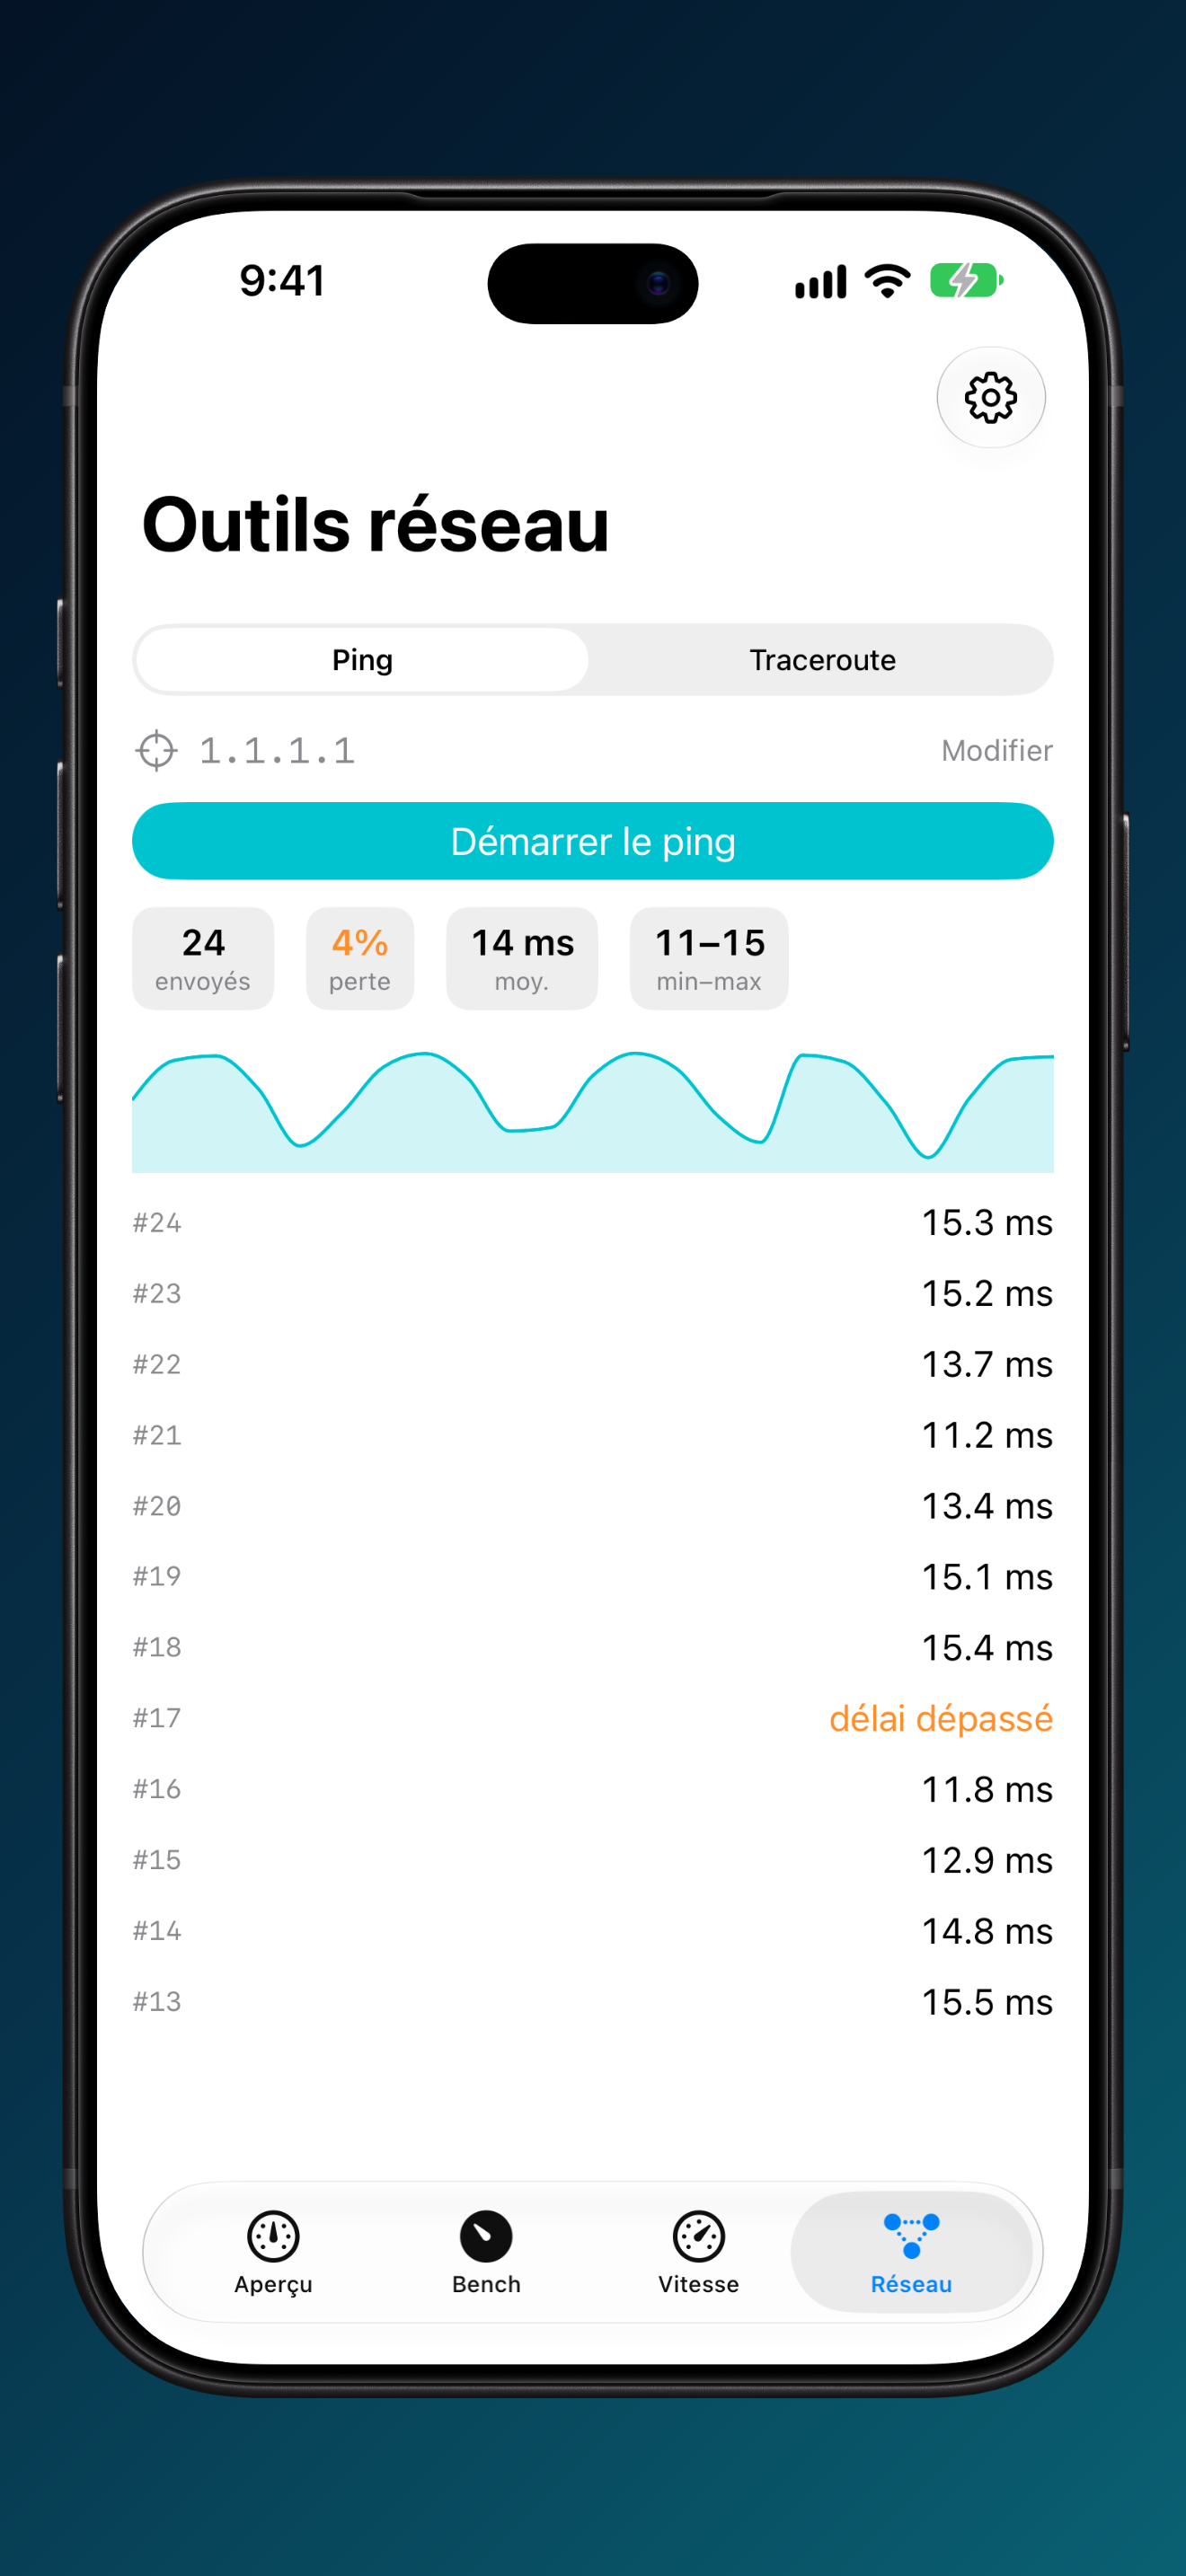 9:41
Outils réseau
Ping Traceroute
1.1.1.1 Modifier
Démarrer le ping
24 4% 14 ms 11–15
envoyés perte moy. min–max
#24 15.3 ms
#23 15.2 ms
#22 13.7 ms
#21 11.2 ms
#20 13.4 ms
#19 15.1 ms
#18 15.4 ms
#17 délai dépassé
#16 11.8 ms
#15 12.9 ms
#14 14.8 ms
#13 15.5 ms
Aperçu Bench Vitesse Réseau